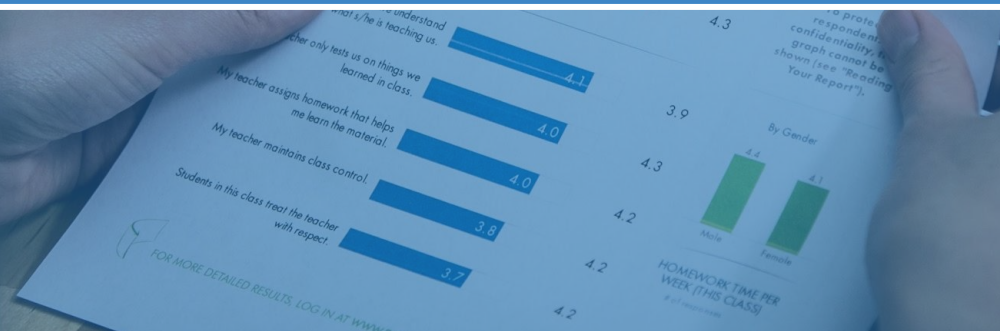 understand
what s/he is teaching us.
4.1
4.3
only tests us on things we
learned in class.
4.0
3.9
My teacher assigns homework that helps
me learn the material.
4.0
4.3
My teacher maintains class control.
3.8
4.2
Students in this class treat the teacher
with respect.
3.7
4.2
4.2
FOR MORE DETAILED RESULTS, LOG IN AT
To protect
respondent
confidentiality,
graph cannot be
shown (see "Reading
Your Report").
By Gender
4.4
4.1
Male
Female
HOMEWORK TIME PER
WEEK (THIS CLASS)